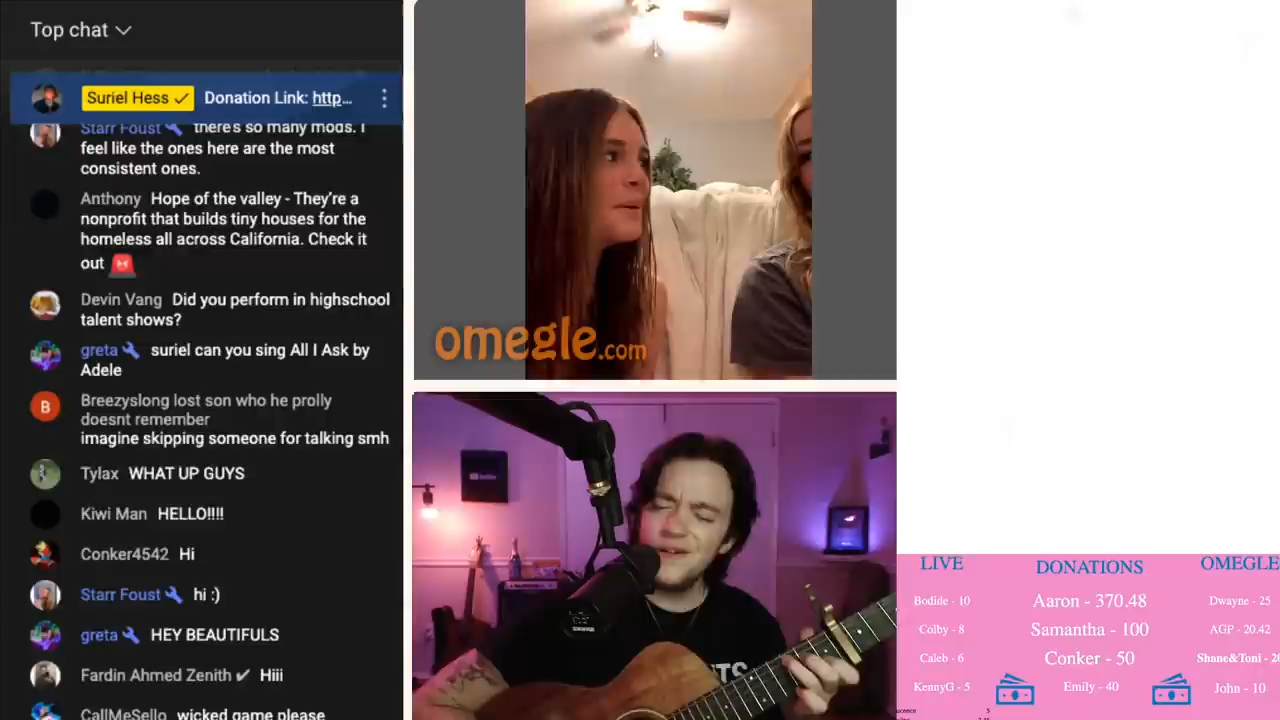 Top chat
Suriel Hess Donation Link: http...
Starr Foust there's so many mods. I
feel like the ones here are the most
consistent ones.
Anthony Hope of the valley - They're a
nonprofit that builds tiny houses for the
homeless all across California. Check it
out
Devin Vang Did you perform in highschool
talent shows?
greta suriel can you sing All I Ask by
Adele
B
Breezyslong lost son who he prolly
doesnt remember
imagine skipping someone for talking smh
Tylax WHAT UP GUYS
Kiwi Man HELLO!!!!
Conker4542 Hi
Starr Foust hi :)
greta HEY BEAUTIFULS
Fardin Ahmed Zenith Hiii
CallMeSello wicked game please
omegle.com
LIVE
Bodide - 10
Colby - 8
Caleb - 6
KennyG - 5
DONATIONS
Aaron - 370.48
Samantha - 100
Conker - 50
Emily - 40
OMEGLE
Dwayne - 25
AGP - 20.42
Shane&Toni - 20
John - 10